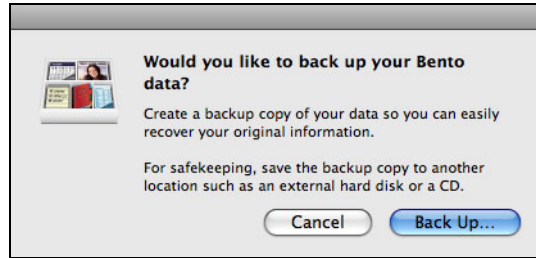 Would you like to back up your Bento
data?
Create a backup copy of your data so you can easily
recover your original information.
For safekeeping, save the backup copy to another
location such as an external hard disk or a CD.
Cancel
Back Up...